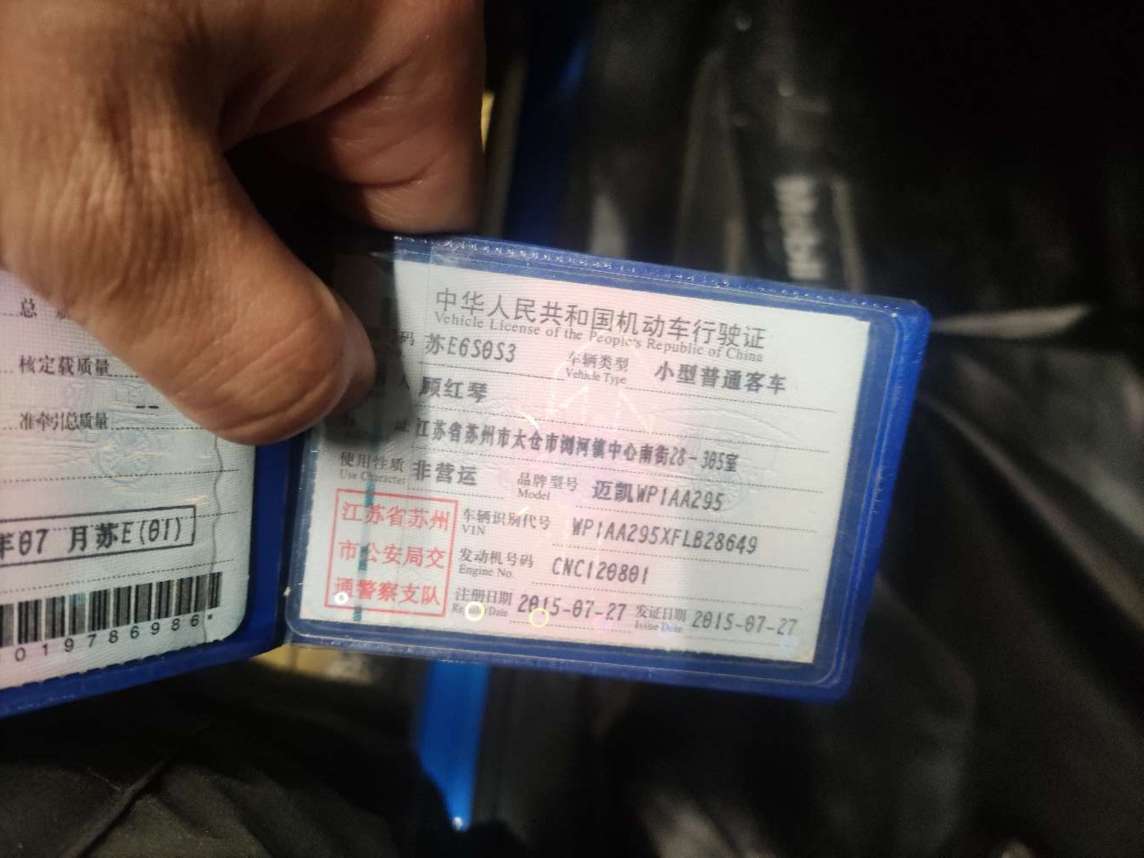 总
核定载质量
准牵引总质量
--
年07 月苏E(01)
0197869 86.
中华人民共和国机动车行驶证
Vehicle License of the People's Republic of China
码 苏E6S0S3 车辆类型 小型普通客车
Vehicle Type
人 顾红琴
江苏省苏州市太仓市浏河镇中心南街28-305室
使用性质 非营运 品牌型号 迈凯WP1AA295
Use Character Model
江苏省苏州
市公安局交
通警察支队
车辆识别代号 WP1AA295XFLB28649
VIN
发动机号码 CNC120801
Engine No.
注册日期 2015-07-27 发证日期 2015-07-27
Register Date Issue Date
Mobil